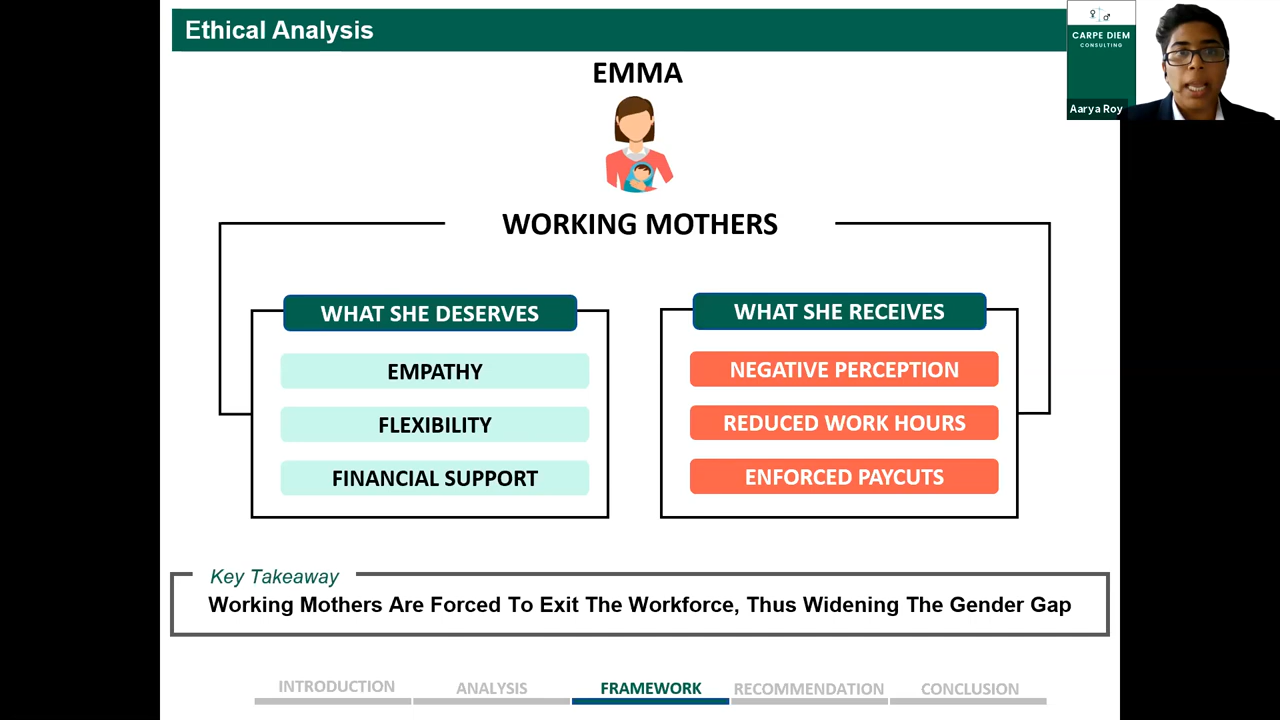 Ethical Analysis
CARPE DIEM
CONSULTING
Aarya Roy
EMMA
WORKING MOTHERS
WHAT SHE DESERVES
EMPATHY
FLEXIBILITY
FINANCIAL SUPPORT
WHAT SHE RECEIVES
NEGATIVE PERCEPTION
REDUCED WORK HOURS
ENFORCED PAYCUTS
Key Takeaway
Working Mothers Are Forced To Exit The Workforce, Thus Widening The Gender Gap
INTRODUCTION
ANALYSIS
FRAMEWORK
RECOMMENDATION
CONCLUSION